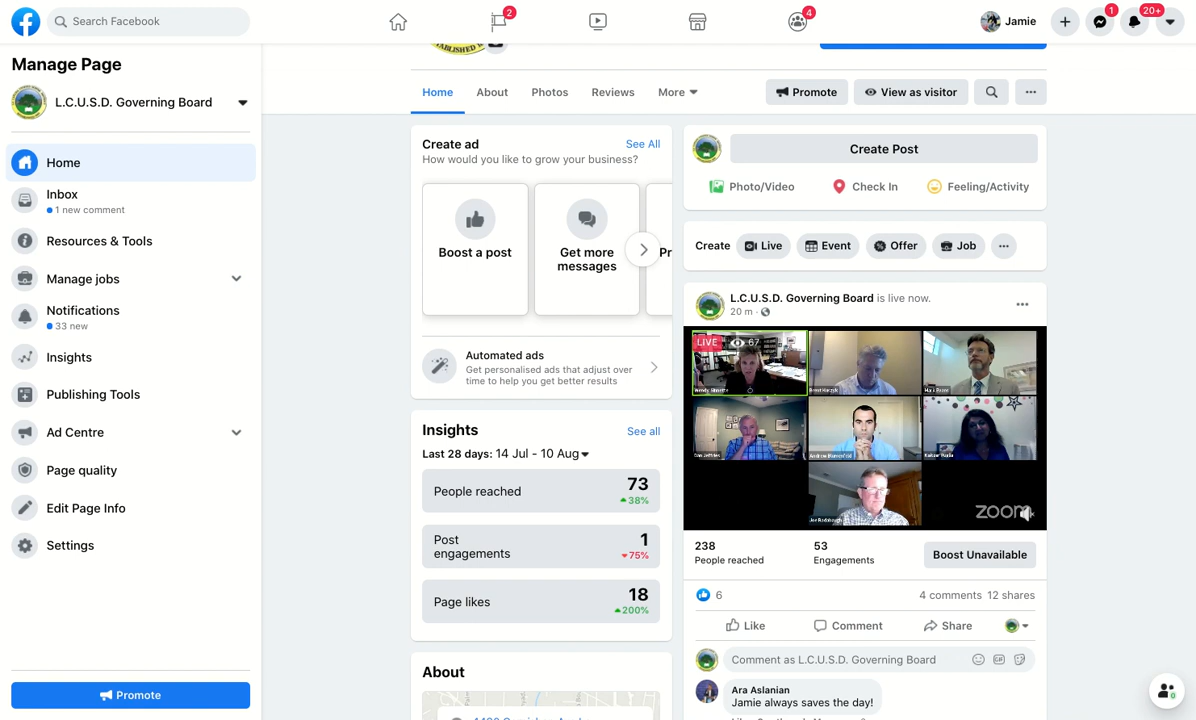 Search Facebook
2
4
Jamie
1
20+
Manage Page
L.C.U.S.D. Governing Board
Home
Inbox
1 new comment
Resources & Tools
Manage jobs
Notifications
33 new
Insights
Publishing Tools
Ad Centre
Page quality
Edit Page Info
Settings
Promote
Home
About
Photos
Reviews
More
Promote
View as visitor
Create ad
See All
How would you like to grow your business?
Boost a post
Get more
messages
Pr
Automated ads
Get personalised ads that adjust over
time to help you get better results
Insights
See all
Last 28 days: 14 Jul - 10 Aug
People reached
73
38%
Post
engagements
1
75%
Page likes
18
200%
About
Create Post
Photo/Video
Check In
Feeling/Activity
Create
Live
Event
Offer
Job
L.C.U.S.D. Governing Board is live now.
20 m
LIVE
67
Dan Jeffries
zoom
238
People reached
53
Engagements
Boost Unavailable
6
4 comments 12 shares
Like
Comment
Share
Comment as L.C.U.S.D. Governing Board
GIF
Ara Aslanian
Jamie always saves the day!
0